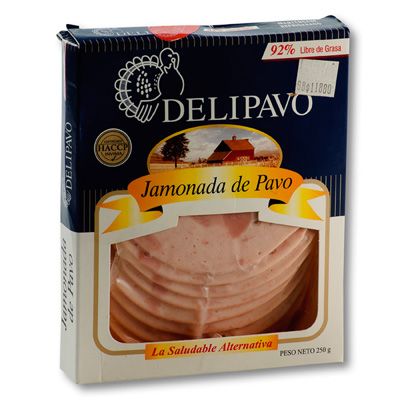 92% Libre de Grasa
DELIPAVO
HACCP
Jamonada de Pavo
La Saludable Alternativa
PESO NETO 250 g
DELIPAVO
Jamonada
de Pavo